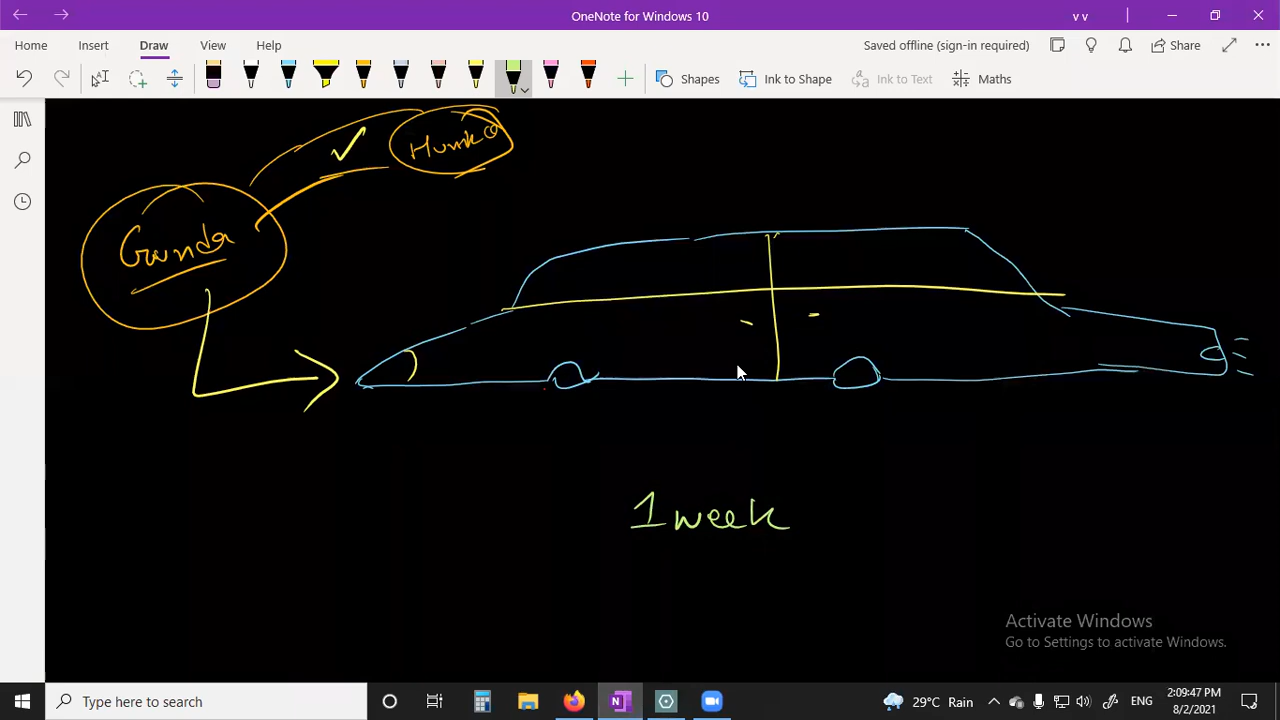 OneNote for Windows 10
v v
Home Insert Draw View Help
Saved offline (sign-in required)
Share
Shapes
Ink to Shape
Ink to Text
Maths
Gunda
1 week
Activate Windows
Go to Settings to activate Windows.
Type here to search
29°C Rain
ENG
2:09:47 PM
8/2/2021